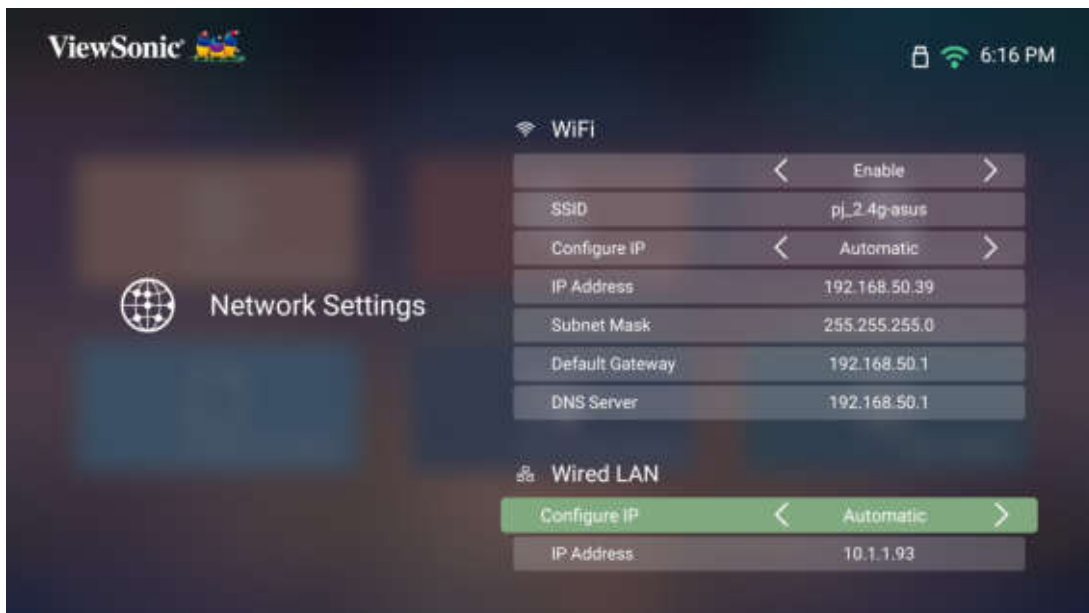 ViewSonic
6:16 PM
WiFi
Enable
SSID pj_2.4g-asus
Configure IP Automatic
IP Address 192.168.50.39
Subnet Mask 255.255.255.0
Default Gateway 192.168.50.1
DNS Server 192.168.50.1
Network Settings
Wired LAN
Configure IP Automatic
IP Address 10.1.1.93